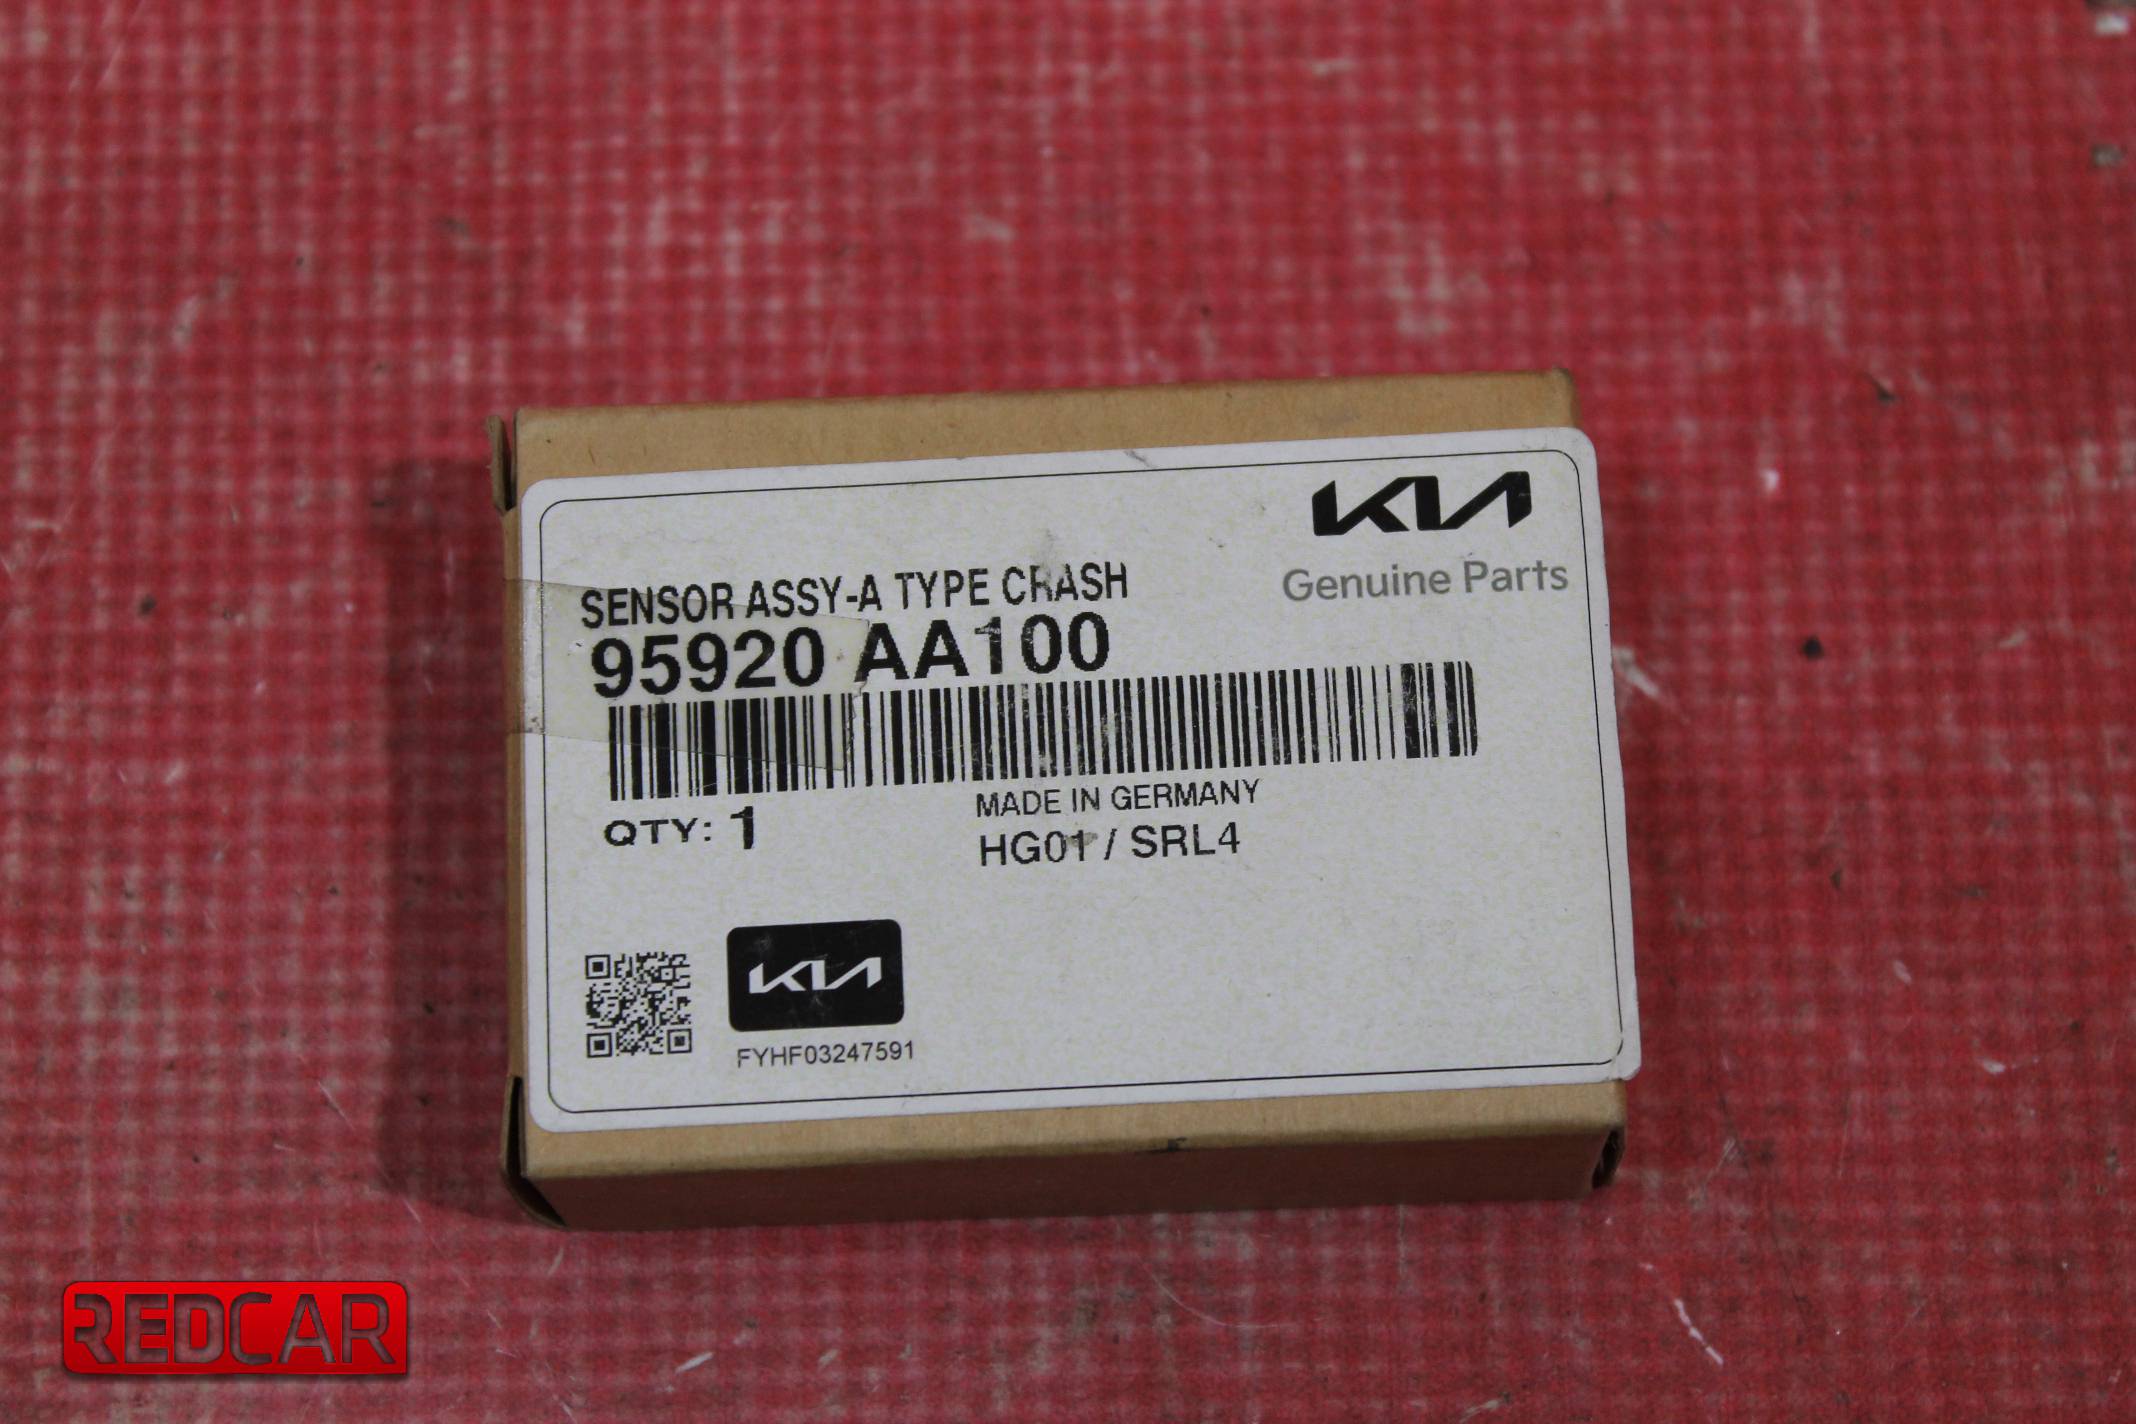 KIA
Genuine Parts
SENSOR ASSY-A TYPE CRASH
95920 AA100
MADE IN GERMANY
QTY: 1
HG01 / SRL4
KIA
FYHF03247591
REDCAR